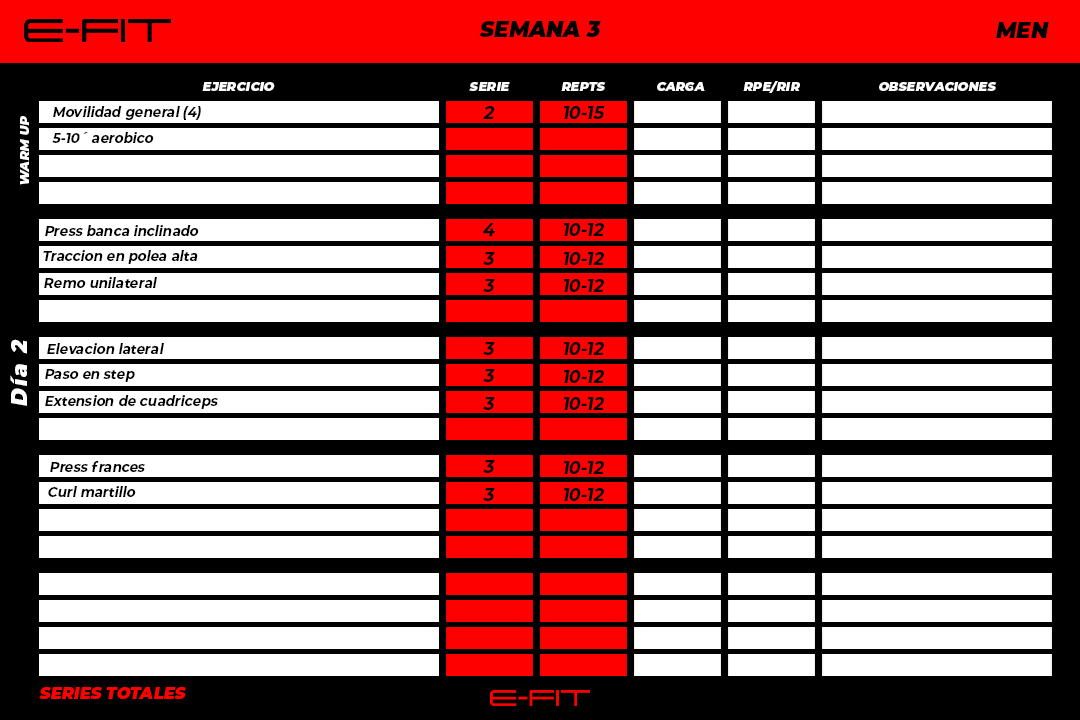 E-FIT SEMANA 3 MEN
EJERCICIO SERIE REPTS CARGA RPE/RIR OBSERVACIONES
WARM UP
Movilidad general (4) 2 10-15
5-10´ aerobico
Día 2
Press banca inclinado 4 10-12
Traccion en polea alta 3 10-12
Remo unilateral 3 10-12
Elevacion lateral 3 10-12
Paso en step 3 10-12
Extension de cuadriceps 3 10-12
Press frances 3 10-12
Curl martillo 3 10-12
SERIES TOTALES E-FIT